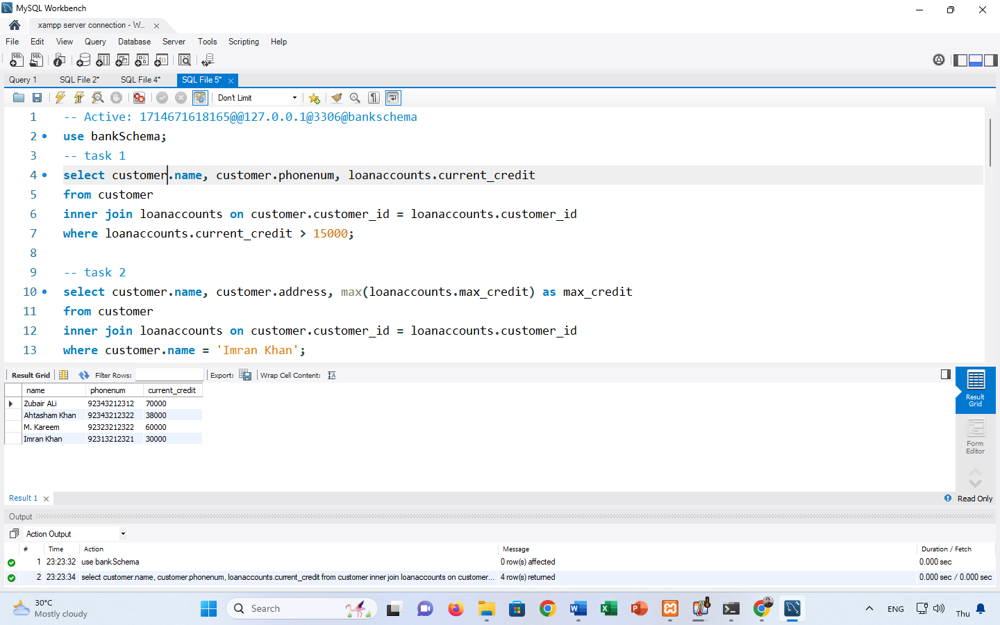 MySQL Workbench
xampp server connection - W...
File Edit View Query Database Server Tools Scripting Help
Query 1 SQL File 2* SQL File 4* SQL File 5*
Don't Limit
1 -- Active: 1714671618165@@127.0.0.1@3306@bankschema
2 use bankSchema;
3 -- task 1
4 select customer.name, customer.phonenum, loanaccounts.current_credit
5 from customer
6 inner join loanaccounts on customer.customer_id = loanaccounts.customer_id
7 where loanaccounts.current_credit > 15000;
8
9 -- task 2
10 select customer.name, customer.address, max(loanaccounts.max_credit) as max_credit
11 from customer
12 inner join loanaccounts on customer.customer_id = loanaccounts.customer_id
13 where customer.name = 'Imran Khan';
Result Grid Filter Rows: Export: Wrap Cell Content:
name phonenum current_credit
Zubair ALi 92343212312 70000
Ahtasham Khan 92343212322 38000
M. Kareem 92323212322 60000
Imran Khan 92313212321 30000
Result
Grid
Form
Editor
Result 1 Read Only
Output
Action Output
# Time Action Message Duration / Fetch
1 23:23:32 use bankSchema 0 row(s) affected 0.000 sec
2 23:23:34 select customer.name, customer.phonenum, loanaccounts.current_credit from customer inner join loanaccounts on customer... 4 row(s) returned 0.000 sec / 0.000 sec
30°C
Mostly cloudy
Search
ENG
Thu